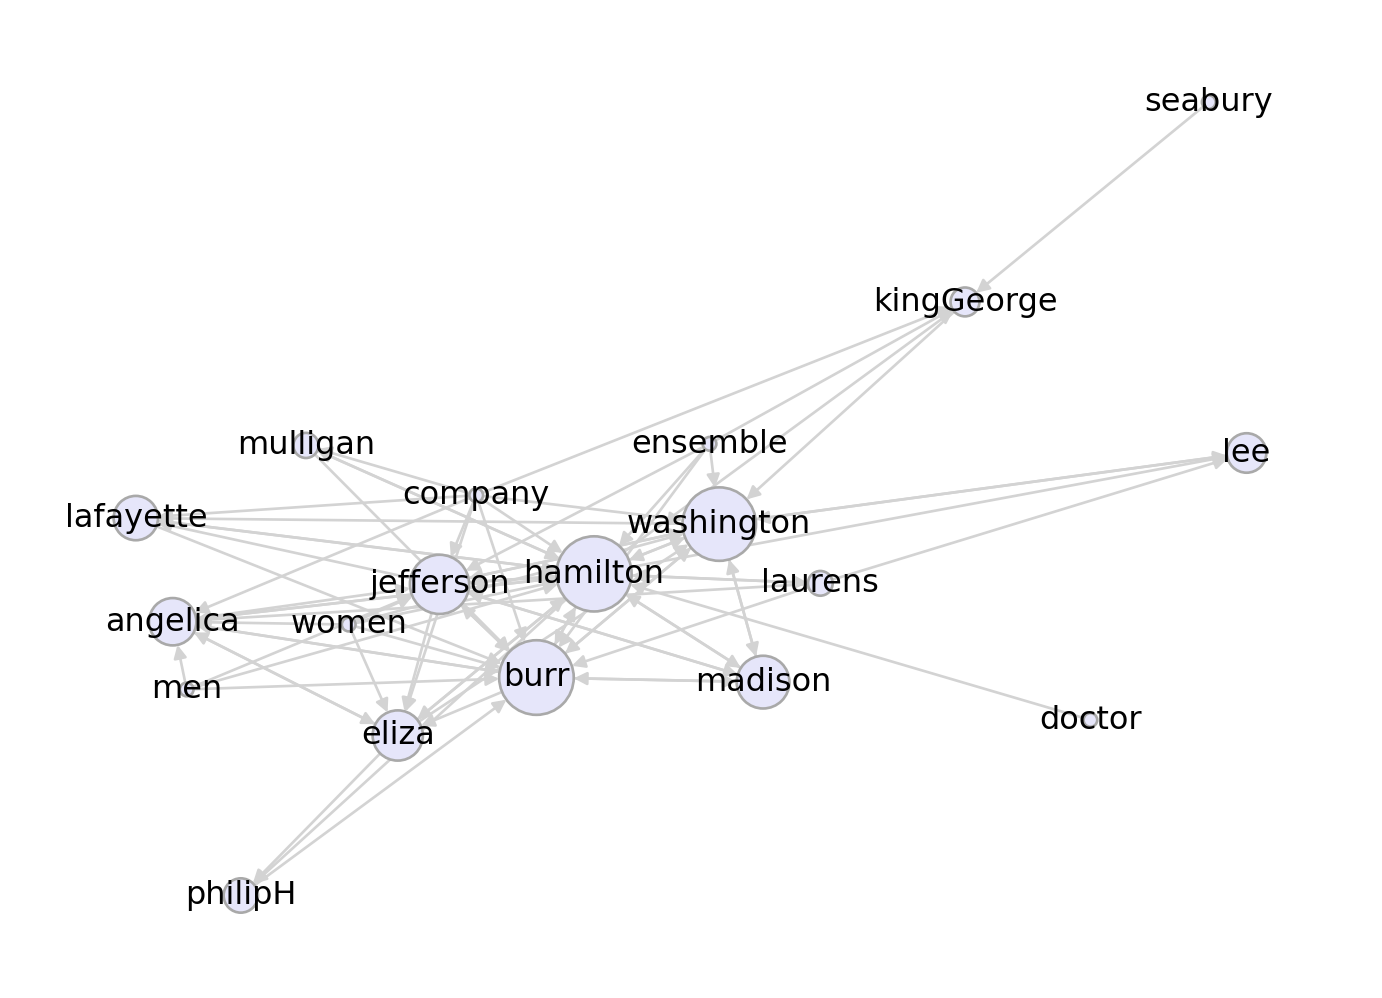 seabury
kingGeorge
mulligan
ensemble
lee
company
lafayette
washington
hamilton
jefferson
laurens
angelica
women
burr
madison
men
doctor
eliza
philipH